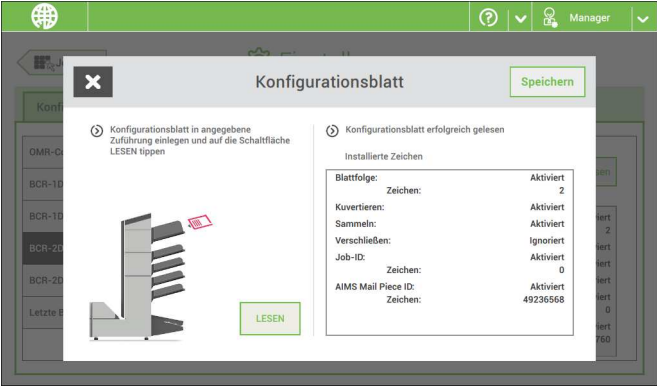 Manager
Konfigurationsblatt
Speichern
Konfigurationsblatt in angegebene
Zuführung einlegen und auf die Schaltfläche
LESEN tippen
LESEN
Konfigurationsblatt erfolgreich gelesen
Installierte Zeichen
Blattfolge: Aktiviert
Zeichen: 2
Kuvertieren: Aktiviert
Sammeln: Aktiviert
Verschließen: Ignoriert
Job-ID: Aktiviert
Zeichen: 0
AIMS Mail Piece ID: Aktiviert
Zeichen: 49236568
BCR-1D
BCR-1D
BCR-2D
BCR-2D